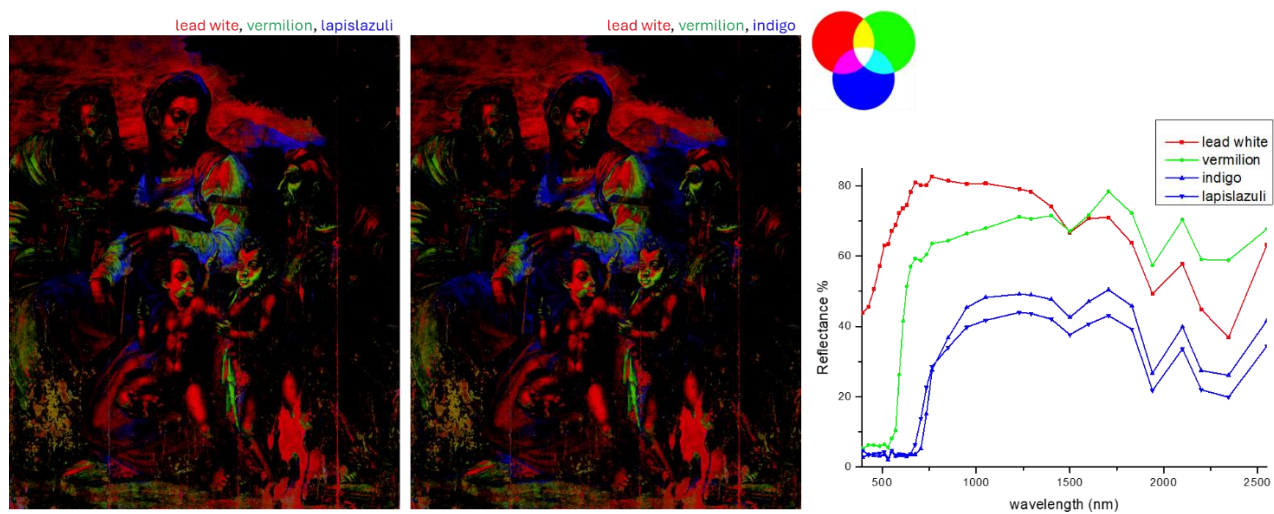 lead wite, vermilion, lapislazuli
lead wite, vermilion, indigo
lead white
vermilion
indigo
lapislazuli
80
60
40
20
0
Reflectance %
500 1000 1500 2000 2500
wavelength (nm)